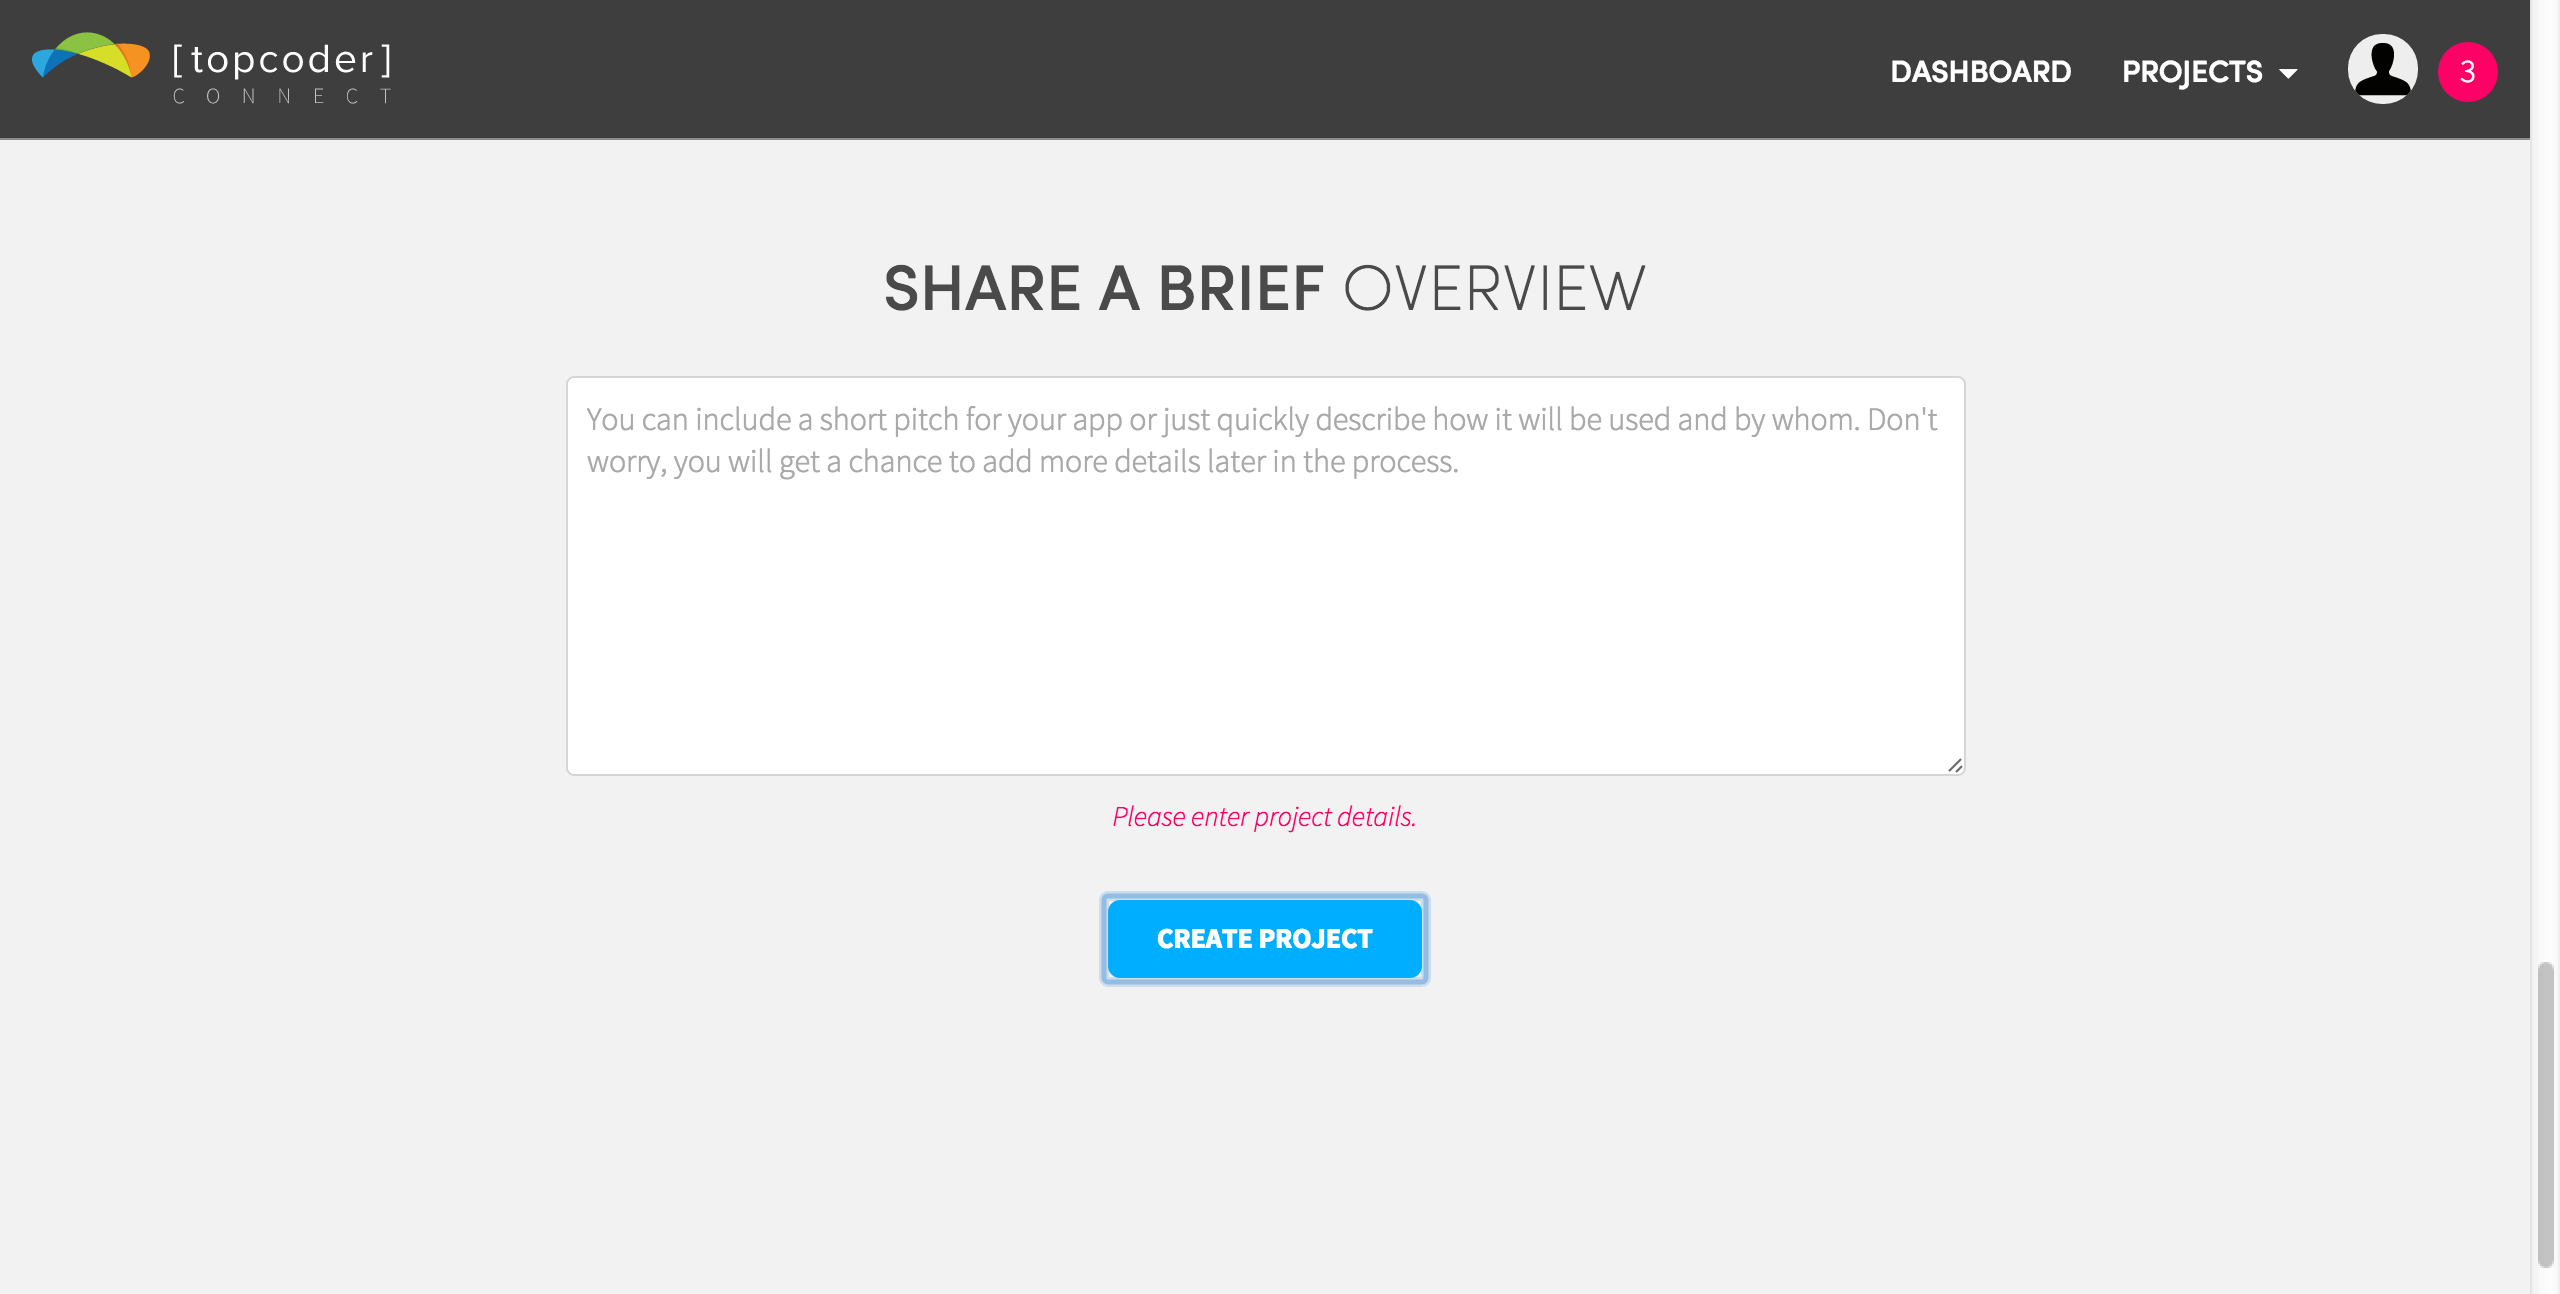 [topcoder]
CONNECT
DASHBOARD
PROJECTS
3
SHARE A BRIEF OVERVIEW
You can include a short pitch for your app or just quickly describe how it will be used and by whom. Don't
worry, you will get a chance to add more details later in the process.
Please enter project details.
CREATE PROJECT